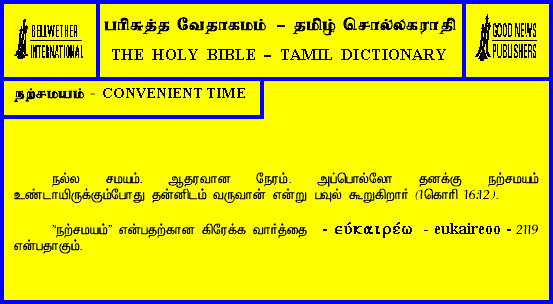 BELLWETHER
INTERNATIONAL
பரிசுத்த வேதாகமம் – தமிழ் சொல்லகராதி
THE HOLY BIBLE – TAMIL DICTIONARY
GOOD NEWS
PUBLISHERS
நற்சமயம் - CONVENIENT TIME
நல்ல சமயம். ஆதரவான நேரம். அப்பொல்லோ தனக்கு நற்சமயம்
உண்டாயிருக்கும்போது தன்னிடம் வருவான் என்று பவுல் கூறுகிறார் (1கொரி 16:12).
"நற்சமயம்" என்பதற்கான கிரேக்க வார்த்தை - εὐκαιρέω - eukaireoo - 2119
என்பதாகும்.